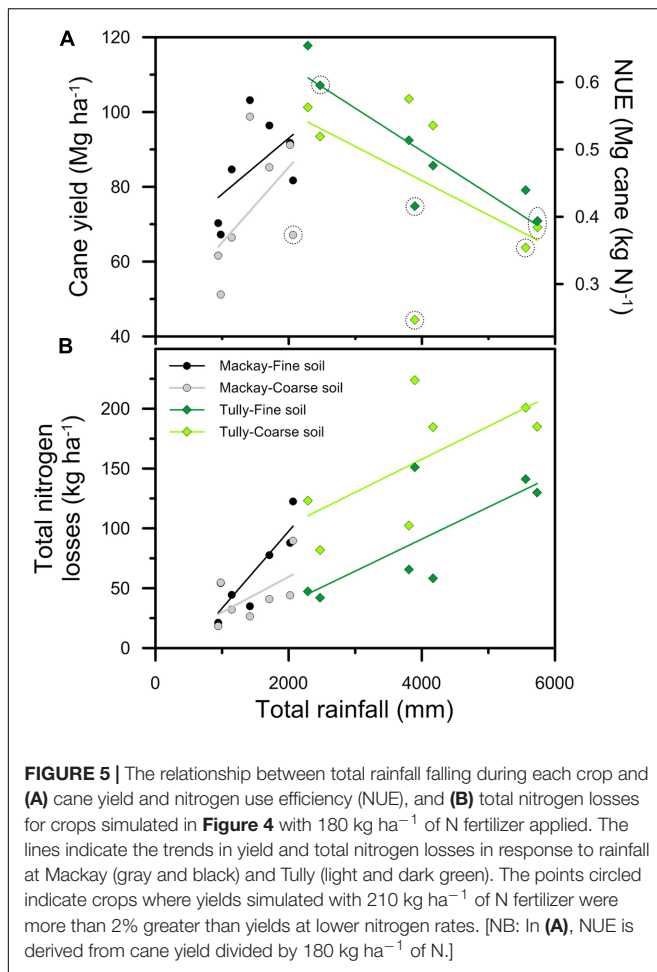 A
120
100
80
60
40
Cane yield (Mg ha-1)
0.6
0.5
0.4
0.3
NUE (Mg cane (kg N)-1
B
Mackay-Fine soil
Mackay-Coarse soil
Tully-Fine soil
Tully-Coarse soil
200
150
100
50
0
Total nitrogen
losses (kg ha-1)
0 2000 4000 6000
Total rainfall (mm)
FIGURE 5 | The relationship between total rainfall falling during each crop and
(A) cane yield and nitrogen use efficiency (NUE), and (B) total nitrogen losses
for crops simulated in Figure 4 with 180 kg ha−1 of N fertilizer applied. The
lines indicate the trends in yield and total nitrogen losses in response to rainfall
at Mackay (gray and black) and Tully (light and dark green). The points circled
indicate crops where yields simulated with 210 kg ha−1 of N fertilizer were
more than 2% greater than yields at lower nitrogen rates. [NB: In (A), NUE is
derived from cane yield divided by 180 kg ha−1 of N.]